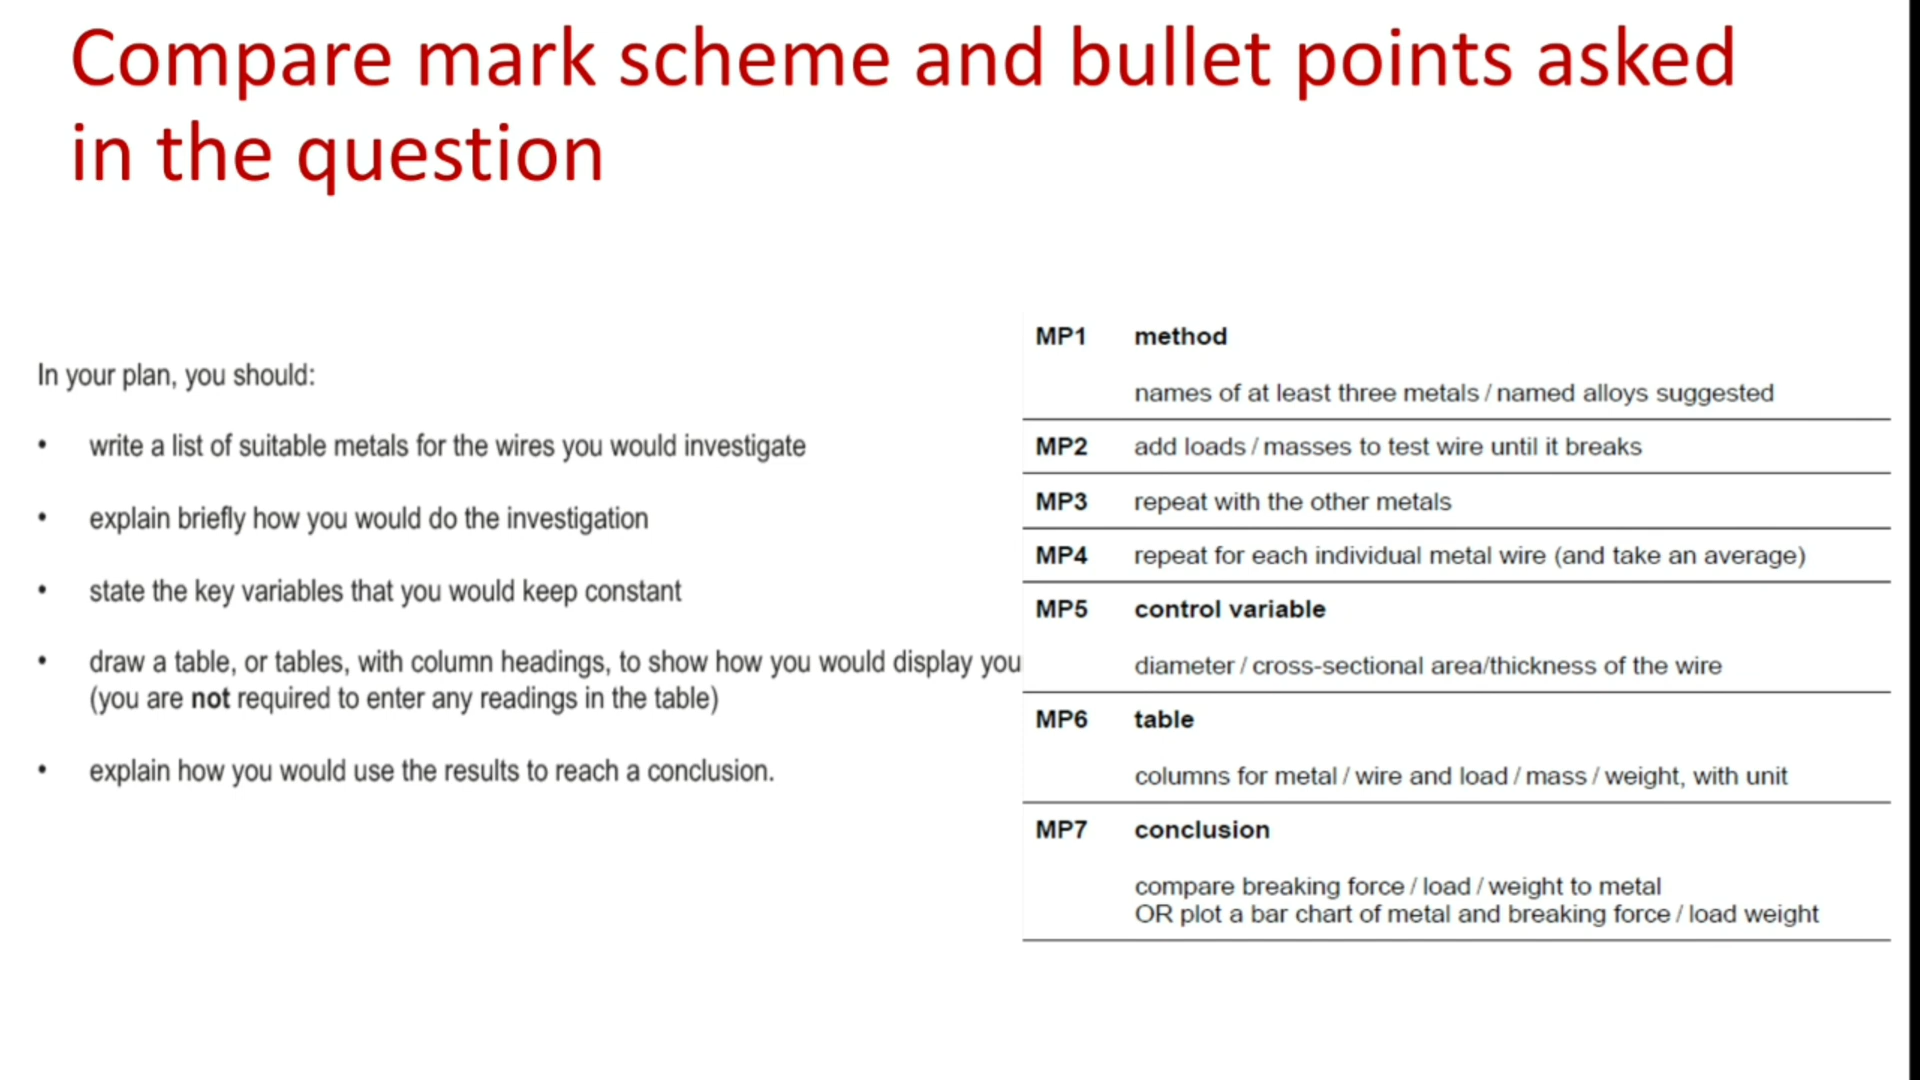 Compare mark scheme and bullet points asked
in the question
In your plan, you should:
• write a list of suitable metals for the wires you would investigate
• explain briefly how you would do the investigation
• state the key variables that you would keep constant
• draw a table, or tables, with column headings, to show how you would display you
(you are not required to enter any readings in the table)
• explain how you would use the results to reach a conclusion.
MP1 method
names of at least three metals / named alloys suggested
MP2 add loads / masses to test wire until it breaks
MP3 repeat with the other metals
MP4 repeat for each individual metal wire (and take an average)
MP5 control variable
diameter / cross-sectional area/thickness of the wire
MP6 table
columns for metal / wire and load / mass / weight, with unit
MP7 conclusion
compare breaking force / load / weight to metal
OR plot a bar chart of metal and breaking force / load weight